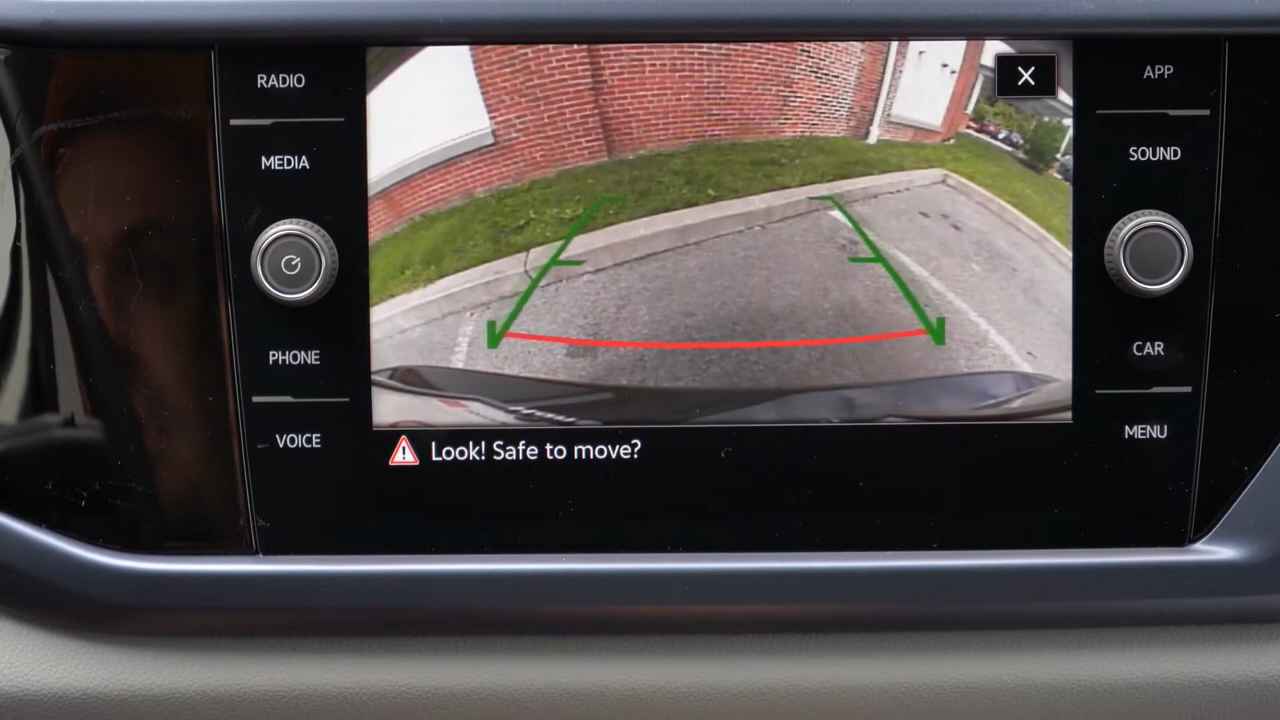 RADIO
MEDIA
PHONE
VOICE
X
Look! Safe to move?
APP
SOUND
CAR
MENU